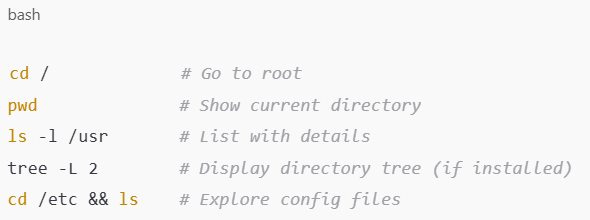 bash
cd /              # Go to root
pwd               # Show current directory
ls -l /usr        # List with details
tree -L 2         # Display directory tree (if installed)
cd /etc && ls     # Explore config files